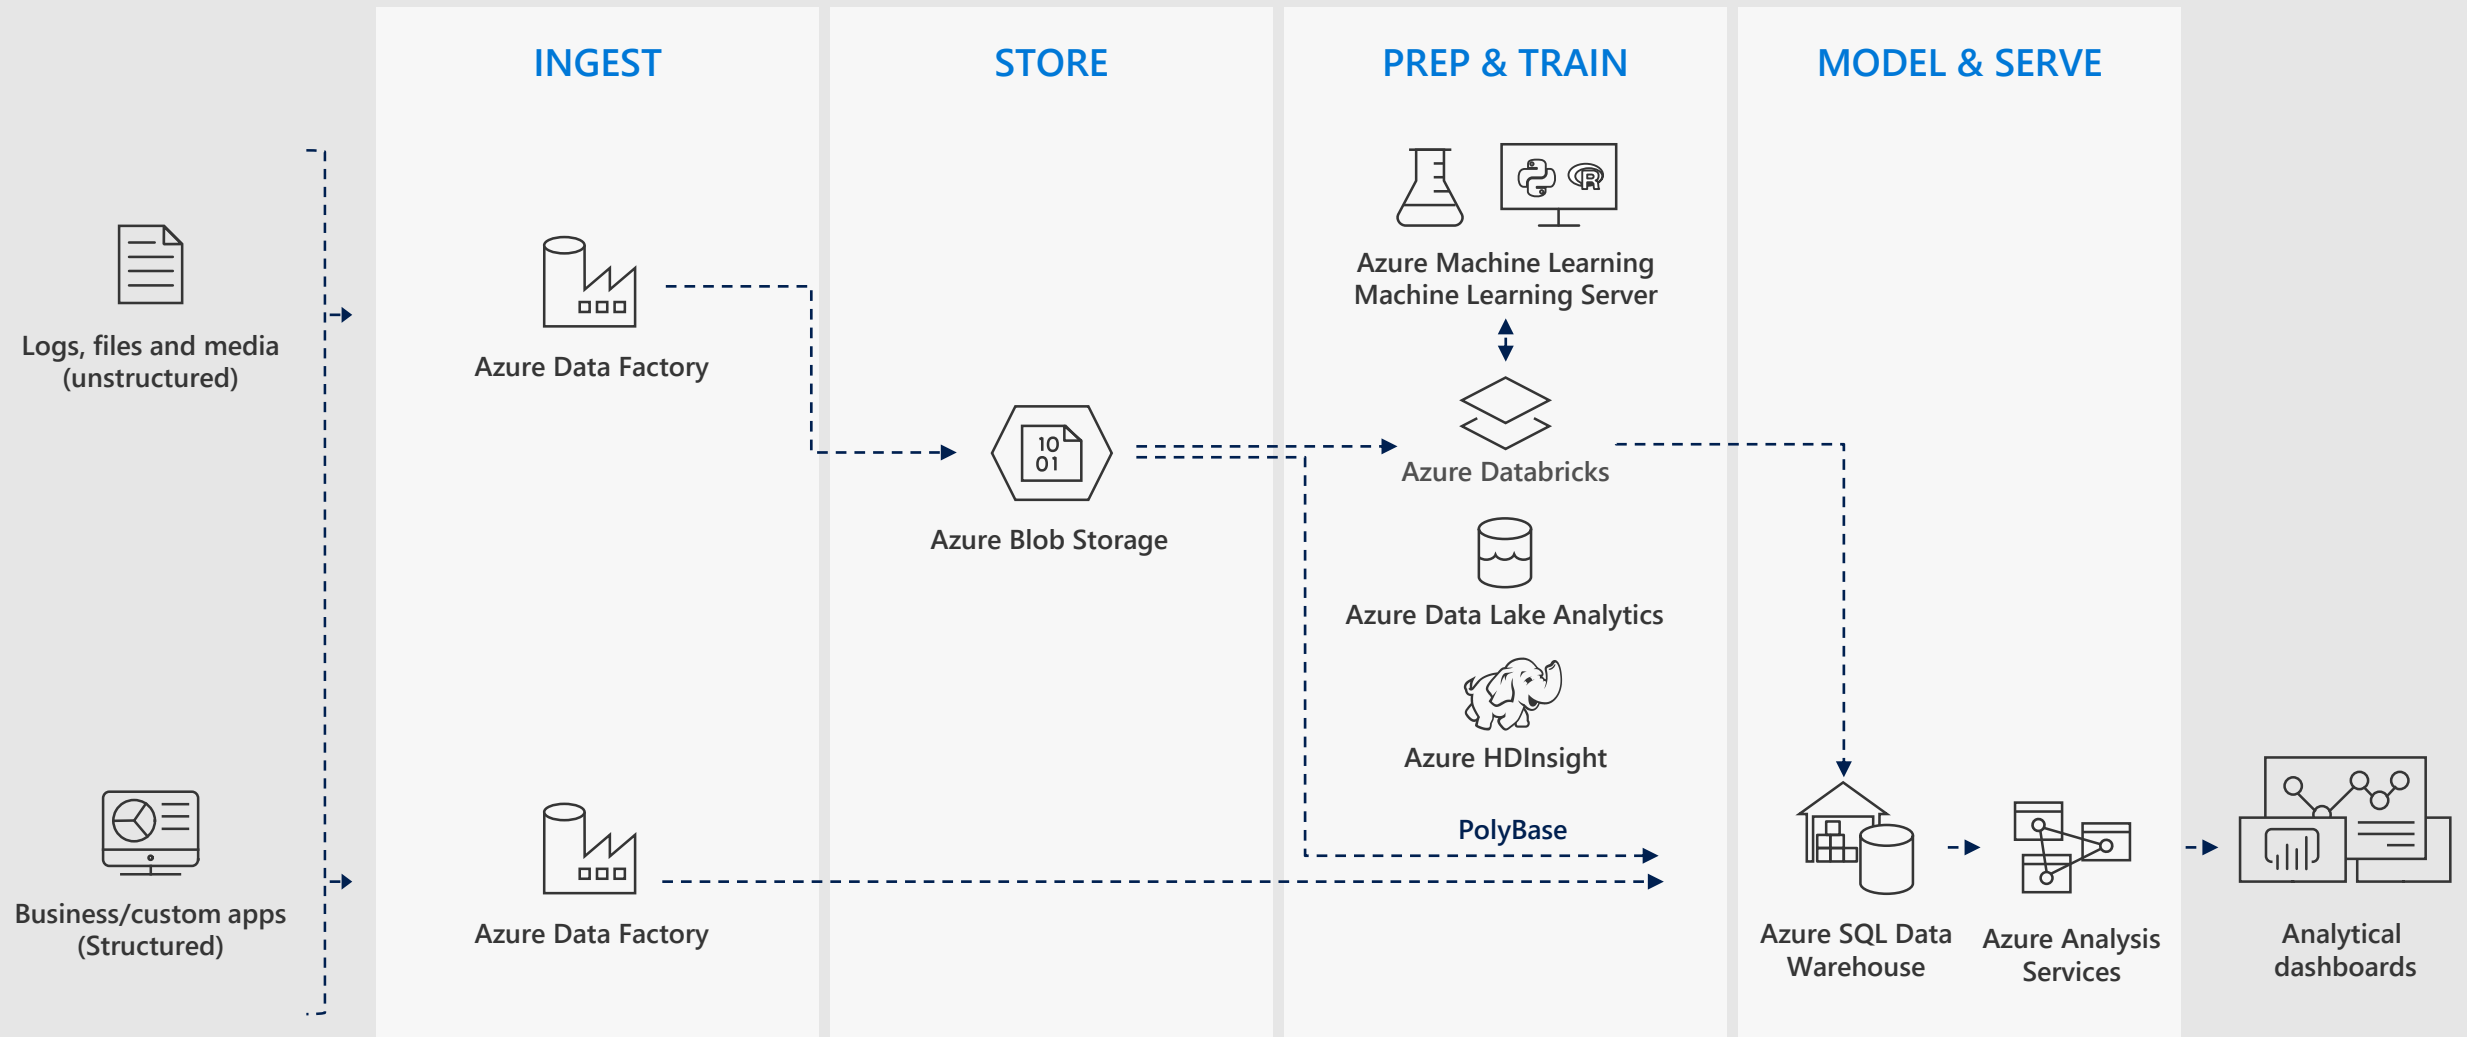 INGEST
STORE
PREP & TRAIN
MODEL & SERVE
Logs, files and media
(unstructured)
Azure Data Factory
10
01
Azure Blob Storage
R
Azure Machine Learning
Machine Learning Server
Azure Databricks
Azure Data Lake Analytics
Azure HDInsight
PolyBase
Business/custom apps
(Structured)
Azure Data Factory
Azure SQL Data
Warehouse
Azure Analysis
Services
Analytical
dashboards